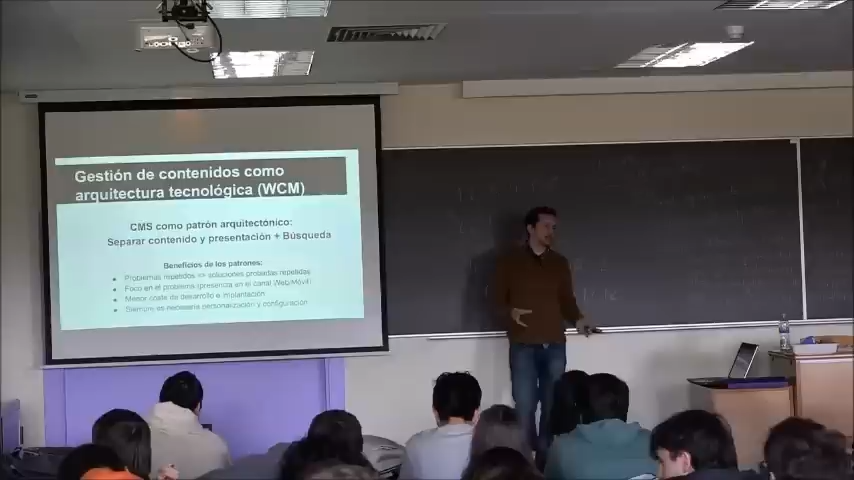 Gestión de contenidos como
arquitectura tecnológica (WCM)
CMS como patrón arquitectónico:
Separar contenido y presentación + Búsqueda
Beneficios de los patrones:
Problemas repetidos => soluciones probadas repetidas
Foco en el problema (presencia en el canal Web/Móvil)
Menor coste de desarrollo e implantación
Siempre es necesaria personalización y configuración